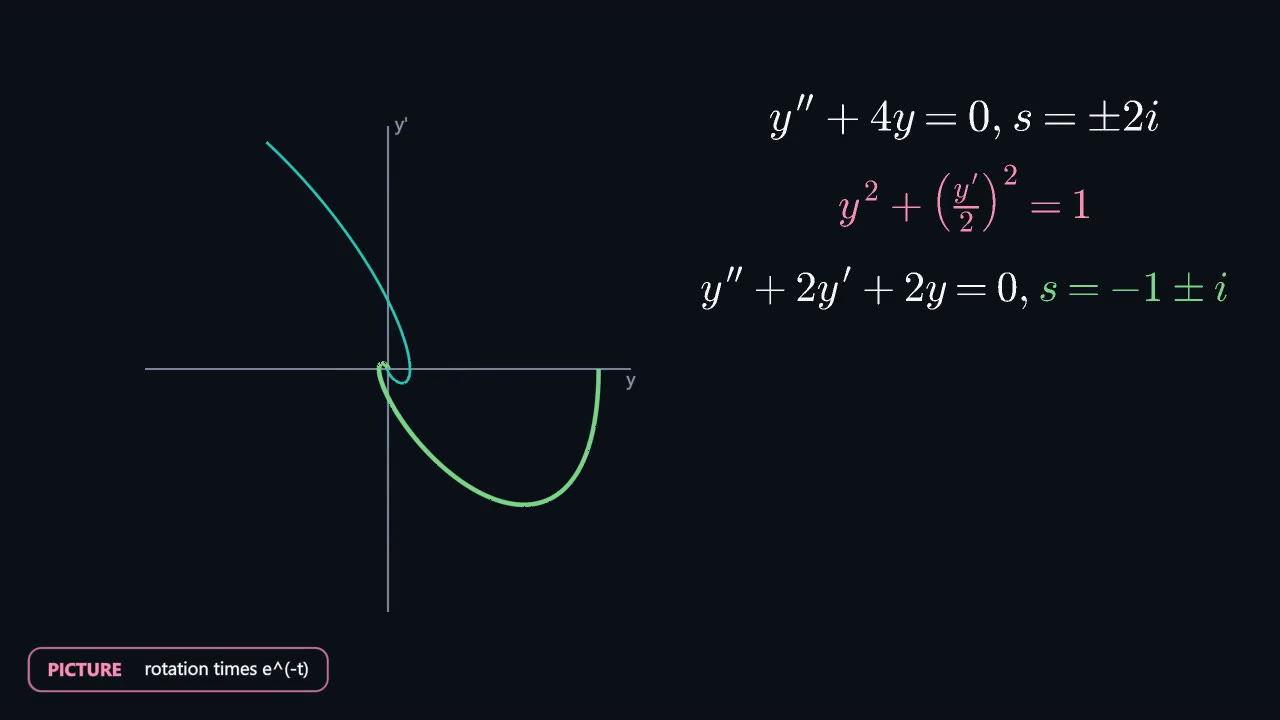 y'
y
y'' + 4y = 0, s = ±2i
y² + (y'/2)² = 1
y'' + 2y' + 2y = 0, s = −1 ± i
PICTURE rotation times e^(-t)